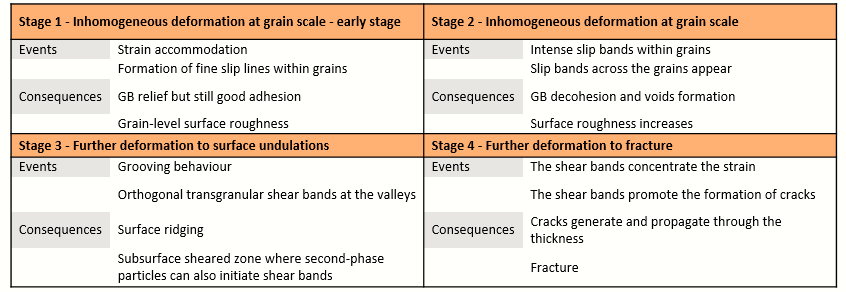 Stage 1 - Inhomogeneous deformation at grain scale - early stage
Events
Strain accommodation
Formation of fine slip lines within grains
Consequences
GB relief but still good adhesion
Grain-level surface roughness
Stage 2 - Inhomogeneous deformation at grain scale
Events
Intense slip bands within grains
Slip bands across the grains appear
Consequences
GB decohesion and voids formation
Surface roughness increases
Stage 3 - Further deformation to surface undulations
Events
Grooving behaviour
Orthogonal transgranular shear bands at the valleys
Consequences
Surface ridging
Subsurface sheared zone where second-phase
particles can also initiate shear bands
Stage 4 - Further deformation to fracture
Events
The shear bands concentrate the strain
The shear bands promote the formation of cracks
Consequences
Cracks generate and propagate through the
thickness
Fracture